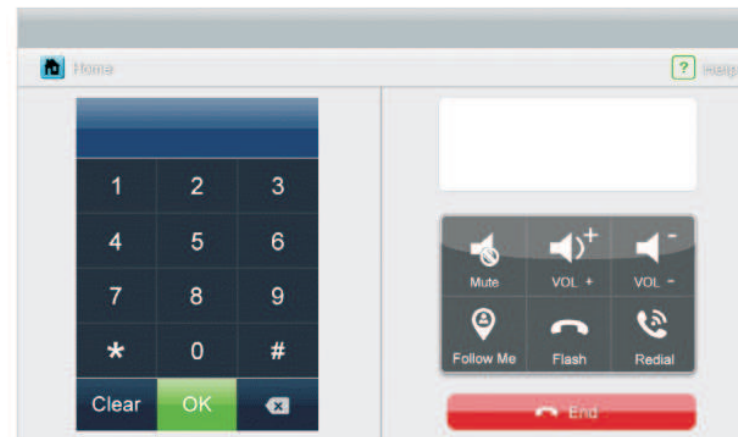 Home
? Help
1 2 3
4 5 6
7 8 9
* 0 #
Clear OK
Mute VOL + VOL -
Follow Me Flash Redial
End